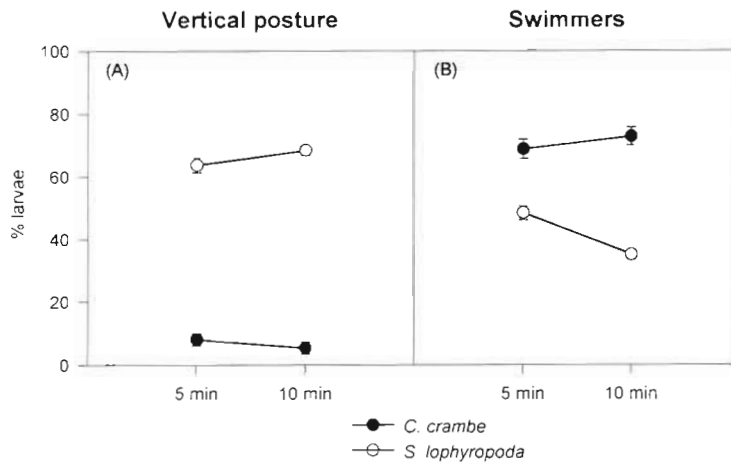 Vertical posture
Swimmers
100
80
60
40
20
0
% larvae
(A)
(B)
5 min
10 min
5 min
10 min
C. crambe
S lophyropoda